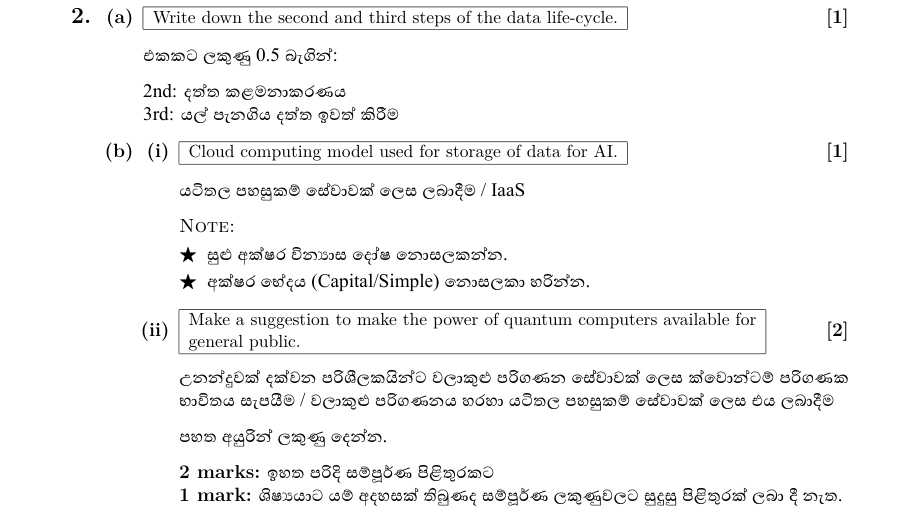 2. (a) Write down the second and third steps of the data life-cycle. [1]
එකකට ලකුණු 0.5 බැගින්:
2nd: දත්ත කළමනාකරණය
3rd: යල් පැනගිය දත්ත ඉවත් කිරීම
(b) (i) Cloud computing model used for storage of data for AI. [1]
යටිතල පහසුකම් සේවාවක් ලෙස ලබාදීම / IaaS
NOTE:
★ සුළු අක්ෂර වින්‍යාස දෝෂ නොසලකන්න.
★ අක්ෂර භේදය (Capital/Simple) නොසලකා හරින්න.
(ii) Make a suggestion to make the power of quantum computers available for [2]
general public.
උනන්දුවක් දක්වන පරිශීලකයින්ට වලාකුළු පරිගණන සේවාවක් ලෙස ක්වොන්ටම් පරිගණක
භාවිතය සැපයීම / වලාකුළු පරිගණනය හරහා යටිතල පහසුකම් සේවාවක් ලෙස එය ලබාදීම
පහත අයුරින් ලකුණු දෙන්න.
2 marks: ඉහත පරිදි සම්පූර්ණ පිළිතුරකට
1 mark: ශිෂ්‍යයාට යම් අදහසක් තිබුණද සම්පූර්ණ ලකුණුවලට සුදුසු පිළිතුරක් ලබා දී නැත.